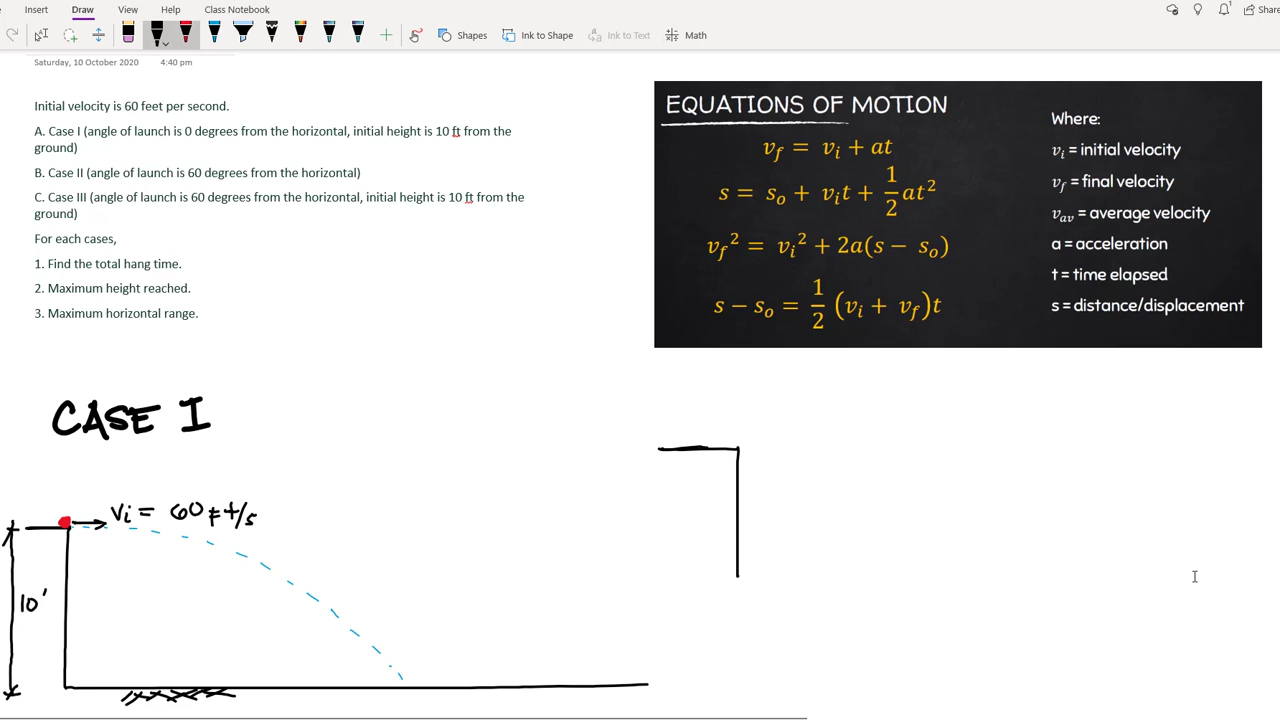 Insert Draw View Help Class Notebook
Share
Shapes Ink to Shape Ink to Text Math
Saturday, 10 October 2020 4:40 pm
Initial velocity is 60 feet per second.
A. Case I (angle of launch is 0 degrees from the horizontal, initial height is 10 ft from the
ground)
B. Case II (angle of launch is 60 degrees from the horizontal)
C. Case III (angle of launch is 60 degrees from the horizontal, initial height is 10 ft from the
ground)
For each cases,
1. Find the total hang time.
2. Maximum height reached.
3. Maximum horizontal range.
EQUATIONS OF MOTION
v_f = v_i + at
s = s_o + v_i t + 1/2 at²
v_f² = v_i² + 2a(s − s_o)
s − s_o = 1/2 (v_i + v_f)t
Where:
v_i = initial velocity
v_f = final velocity
v_av = average velocity
a = acceleration
t = time elapsed
s = distance/displacement
CASE I
Vi = 60 ft/s
10'